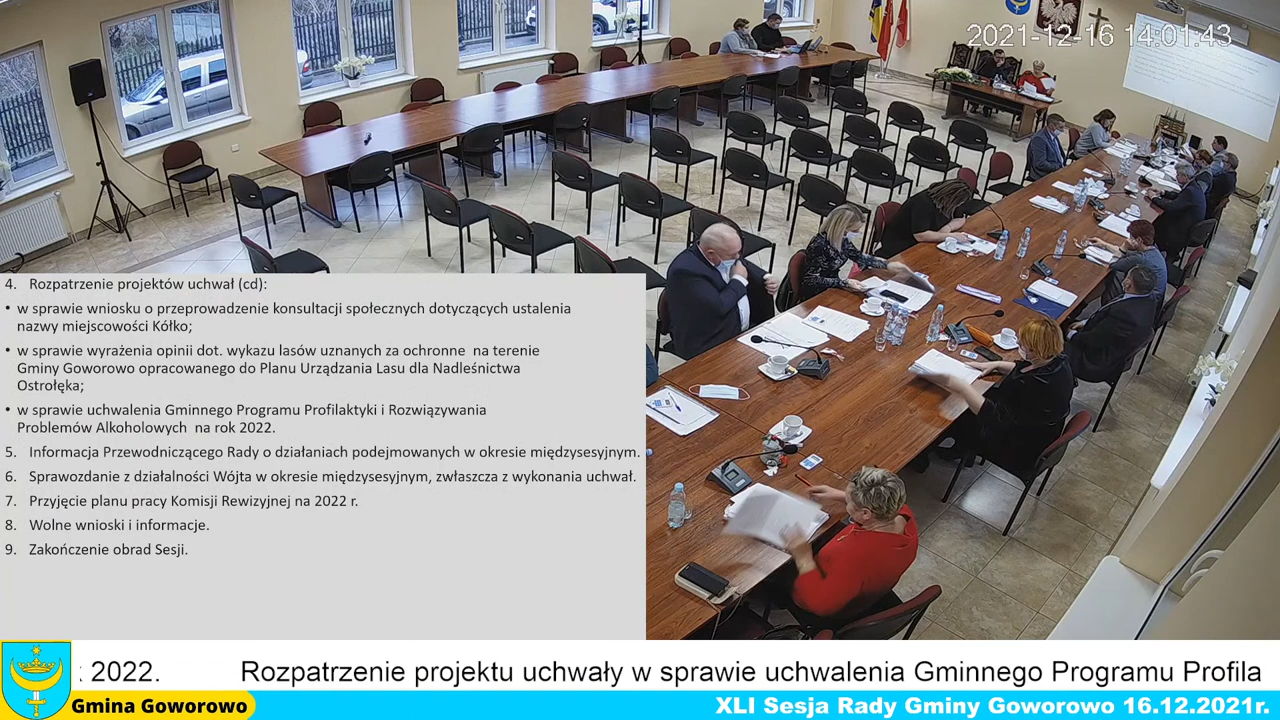 2021-12-16 14:01:43
4. Rozpatrzenie projektów uchwał (cd):
• w sprawie wniosku o przeprowadzenie konsultacji społecznych dotyczących ustalenia
nazwy miejscowości Kółko;
• w sprawie wyrażenia opinii dot. wykazu lasów uznanych za ochronne na terenie
Gminy Goworowo opracowanego do Planu Urządzania Lasu dla Nadleśnictwa
Ostrołęka;
• w sprawie uchwalenia Gminnego Programu Profilaktyki i Rozwiązywania
Problemów Alkoholowych na rok 2022.
5. Informacja Przewodniczącego Rady o działaniach podejmowanych w okresie międzysesyjnym.
6. Sprawozdanie z działalności Wójta w okresie międzysesyjnym, zwłaszcza z wykonania uchwał.
7. Przyjęcie planu pracy Komisji Rewizyjnej na 2022 r.
8. Wolne wnioski i informacje.
9. Zakończenie obrad Sesji.
2022. Rozpatrzenie projektu uchwały w sprawie uchwalenia Gminnego Programu Profila
Gmina Goworowo
XLI Sesja Rady Gminy Goworowo 16.12.2021r.